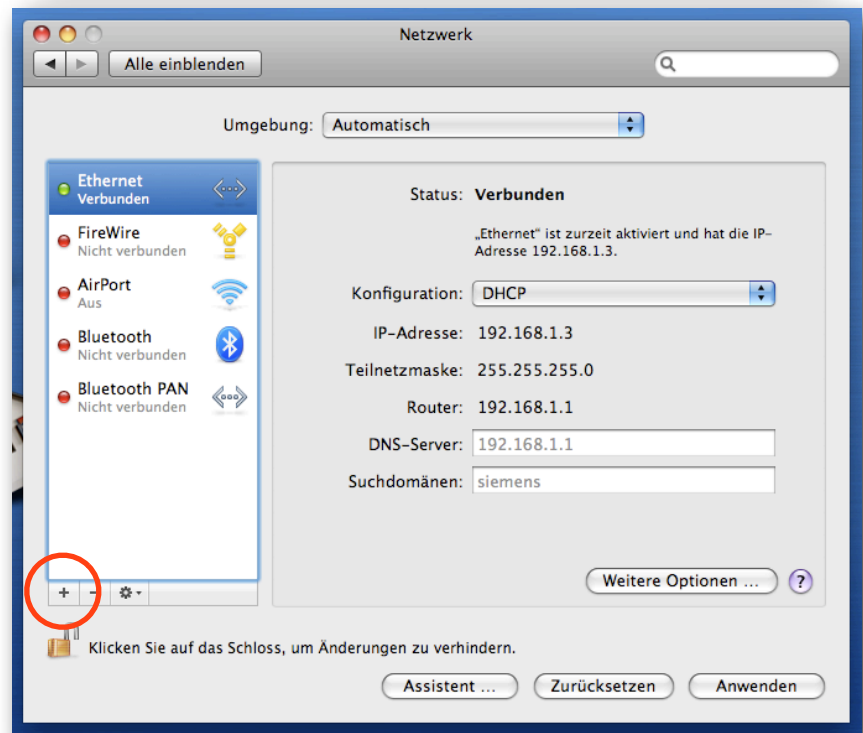 Netzwerk
Alle einblenden
Umgebung: Automatisch
Ethernet
Verbunden
FireWire
Nicht verbunden
AirPort
Aus
Bluetooth
Nicht verbunden
Bluetooth PAN
Nicht verbunden
Status: Verbunden
„Ethernet“ ist zurzeit aktiviert und hat die IP-
Adresse 192.168.1.3.
Konfiguration: DHCP
IP-Adresse: 192.168.1.3
Teilnetzmaske: 255.255.255.0
Router: 192.168.1.1
DNS-Server: 192.168.1.1
Suchdomänen: siemens
Weitere Optionen ... ?
Klicken Sie auf das Schloss, um Änderungen zu verhindern.
Assistent ... Zurücksetzen Anwenden